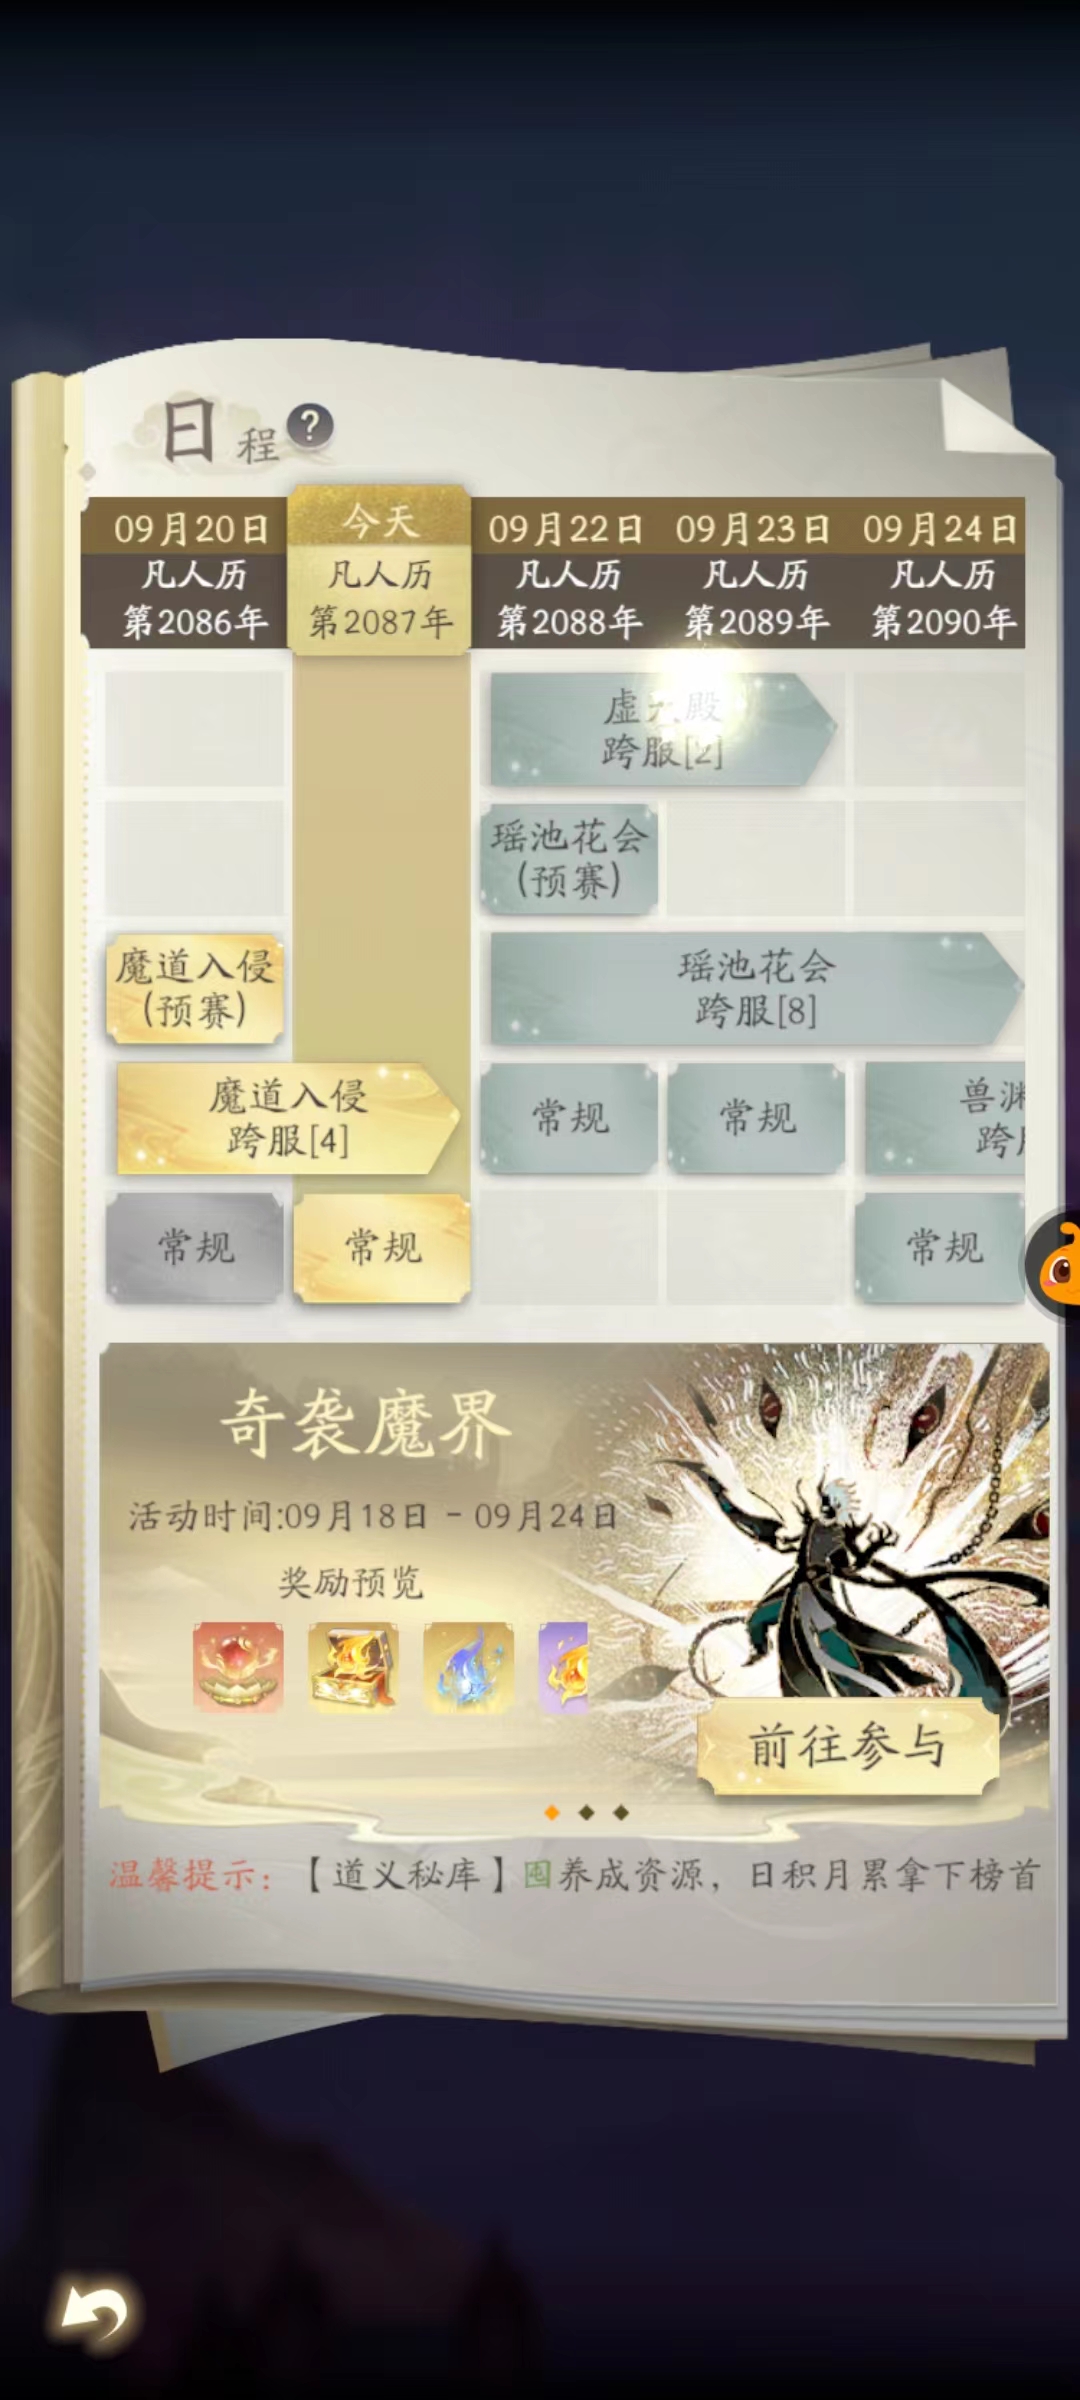 日程
?
09月20日 今天 09月22日 09月23日 09月24日
凡人历 凡人历 凡人历 凡人历 凡人历
第2086年 第2087年 第2088年 第2089年 第2090年
虚天殿
跨服[2]
瑶池花会
(预赛)
魔道入侵
(预赛)
瑶池花会
跨服[8]
魔道入侵
跨服[4]
常规
常规
兽渊
跨
常规
常规
常规
奇袭魔界
活动时间:09月18日 - 09月24日
奖励预览
前往参与
温馨提示：【道义秘库】囤养成资源，日积月累拿下榜首